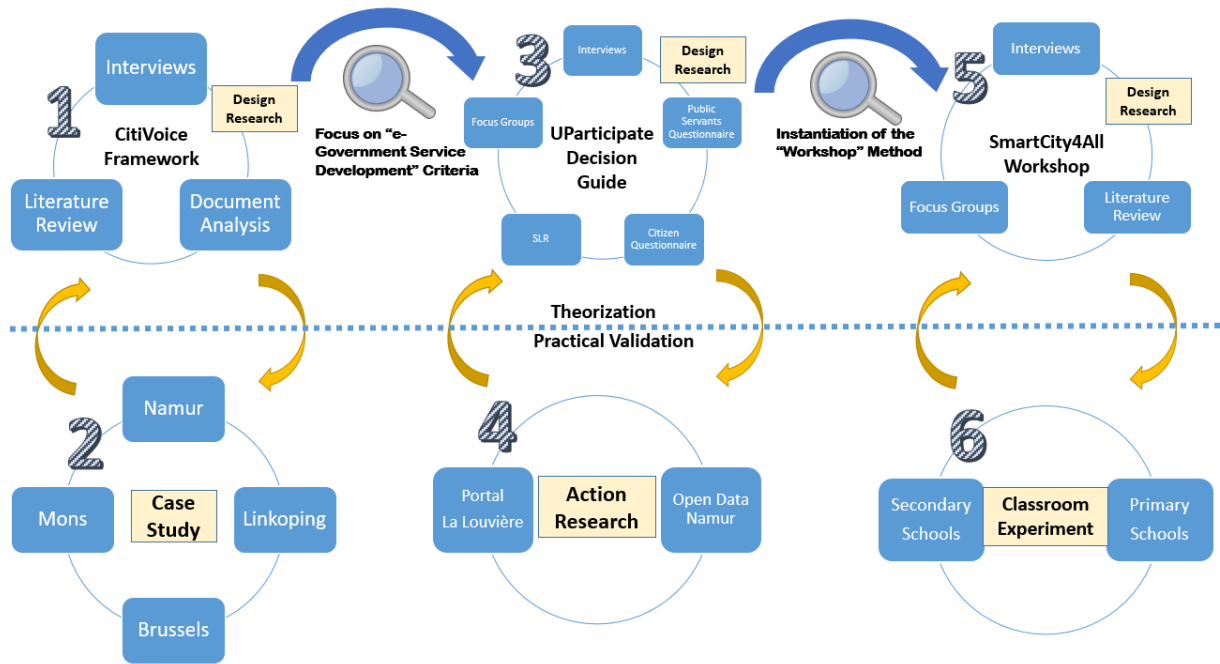 1
Interviews
Design
Research
CitiVoice
Framework
Literature
Review
Document
Analysis
Focus on “e-
Government Service
Development” Criteria
3
Interviews
Design
Research
Focus Groups
Public
Servants
Questionnaire
UParticipate
Decision
Guide
SLR
Citizen
Questionnaire
Instantiation of the
“Workshop” Method
5
Interviews
Design
Research
SmartCity4All
Workshop
Focus Groups
Literature
Review
Theorization
Practical Validation
2
Namur
Mons
Case
Study
Linkoping
Brussels
4
Portal
La Louvière
Action
Research
Open Data
Namur
6
Secondary
Schools
Classroom
Experiment
Primary
Schools